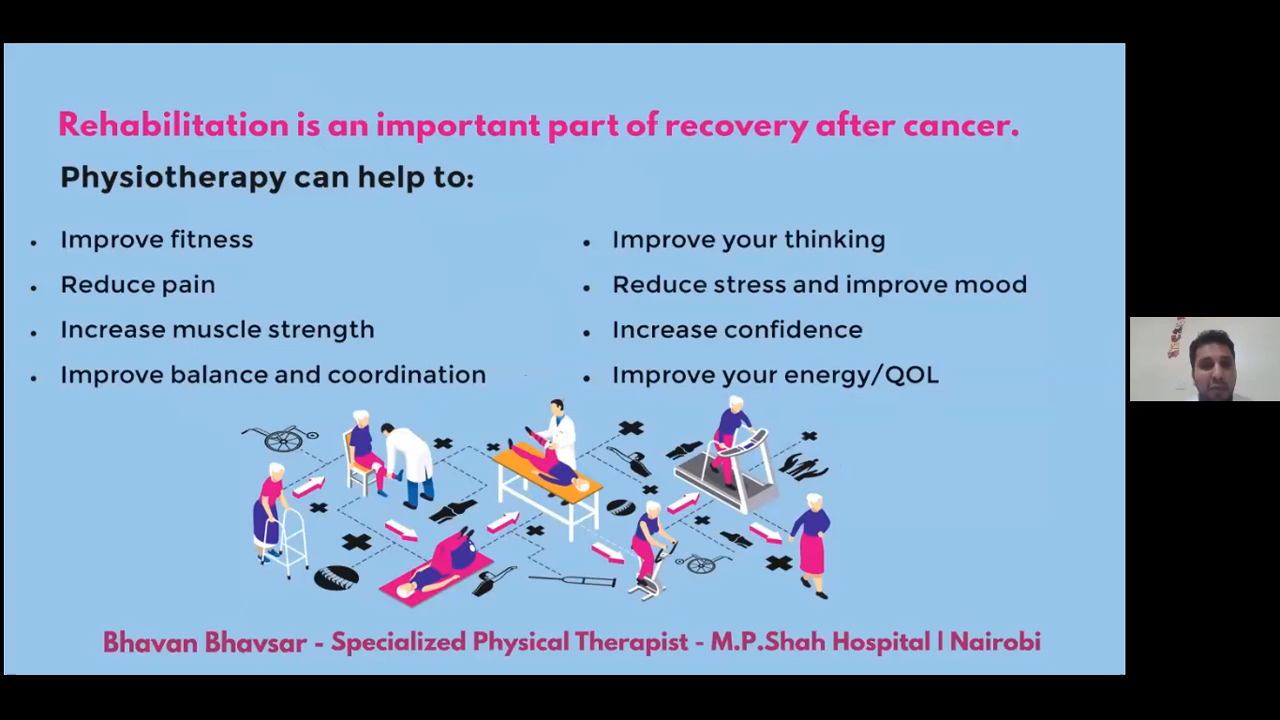 Rehabilitation is an important part of recovery after cancer.
Physiotherapy can help to:
• Improve fitness
• Reduce pain
• Increase muscle strength
• Improve balance and coordination
• Improve your thinking
• Reduce stress and improve mood
• Increase confidence
• Improve your energy/QOL
Bhavan Bhavsar - Specialized Physical Therapist - M.P.Shah Hospital | Nairobi